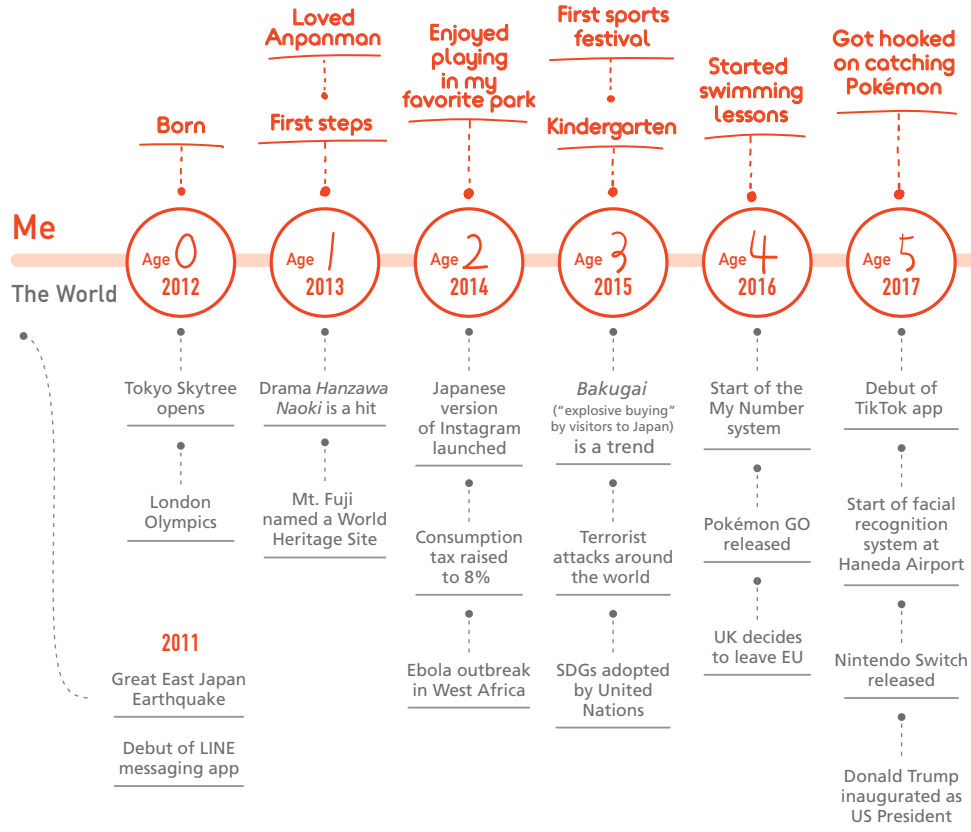 Me
The World
Born
Age 0
2012
Tokyo Skytree
opens
London
Olympics
2011
Great East Japan
Earthquake
Debut of LINE
messaging app
Loved
Anpanman
First steps
Age 1
2013
Drama Hanzawa
Naoki is a hit
Mt. Fuji
named a World
Heritage Site
Enjoyed
playing
in my
favorite park
Age 2
2014
Japanese
version
of Instagram
launched
Consumption
tax raised
to 8%
Ebola outbreak
in West Africa
First sports
festival
Kindergarten
Age 3
2015
Bakugai
(“explosive buying”
by visitors to Japan)
is a trend
Terrorist
attacks around
the world
SDGs adopted
by United
Nations
Started
swimming
lessons
Age 4
2016
Start of the
My Number
system
Pokémon GO
released
UK decides
to leave EU
Got hooked
on catching
Pokémon
Age 5
2017
Debut of
TikTok app
Start of facial
recognition
system at
Haneda Airport
Nintendo Switch
released
Donald Trump
inaugurated as
US President